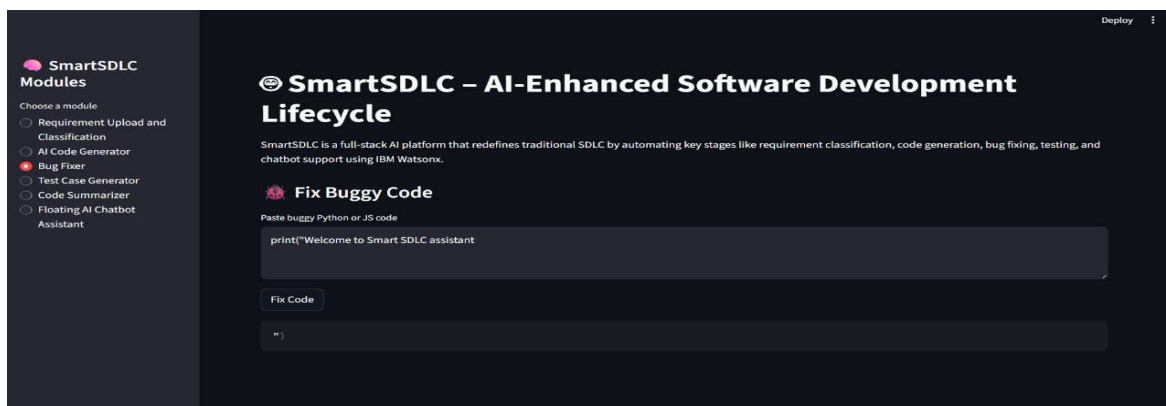 Deploy
SmartSDLC
Modules
Choose a module
Requirement Upload and
Classification
AI Code Generator
Bug Fixer
Test Case Generator
Code Summarizer
Floating AI Chatbot
Assistant
SmartSDLC – AI-Enhanced Software Development
Lifecycle
SmartSDLC is a full-stack AI platform that redefines traditional SDLC by automating key stages like requirement classification, code generation, bug fixing, testing, and
chatbot support using IBM Watsonx.
Fix Buggy Code
Paste buggy Python or JS code
print("Welcome to Smart SDLC assistant
Fix Code
")